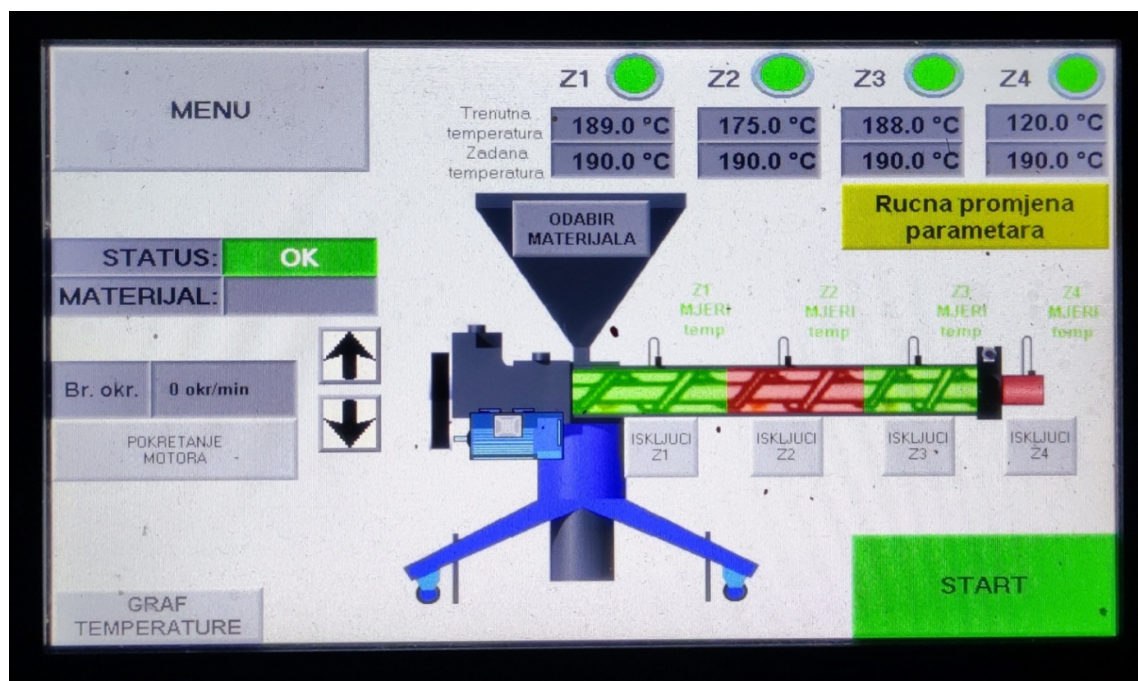 MENU
Z1 Z2 Z3 Z4
Trenutna
temperatura
189.0 °C 175.0 °C 188.0 °C 120.0 °C
Zadana
temperatura
190.0 °C 190.0 °C 190.0 °C 190.0 °C
Rucna promjena
parametara
ODABIR
MATERIJALA
STATUS: OK
MATERIJAL:
Z1 Z2 Z3 Z4
MJERI MJERI MJERI MJERI
temp temp temp temp
Br. okr. 0 okr/min
POKRETANJE
MOTORA
ISKLJUCI ISKLJUCI ISKLJUCI ISKLJUCI
Z1 Z2 Z3 Z4
START
GRAF
TEMPERATURE